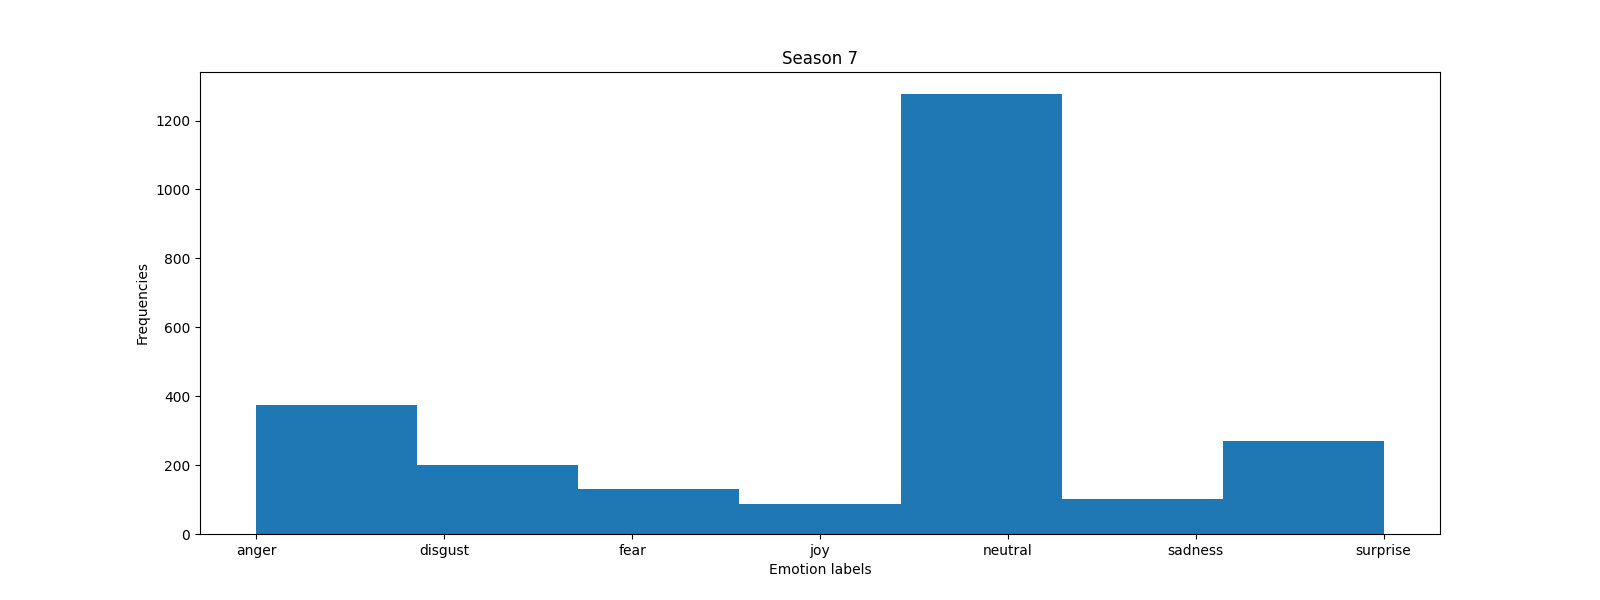 Season 7
Frequencies
1200
1000
800
600
400
200
0
anger disgust fear joy neutral sadness surprise
Emotion labels